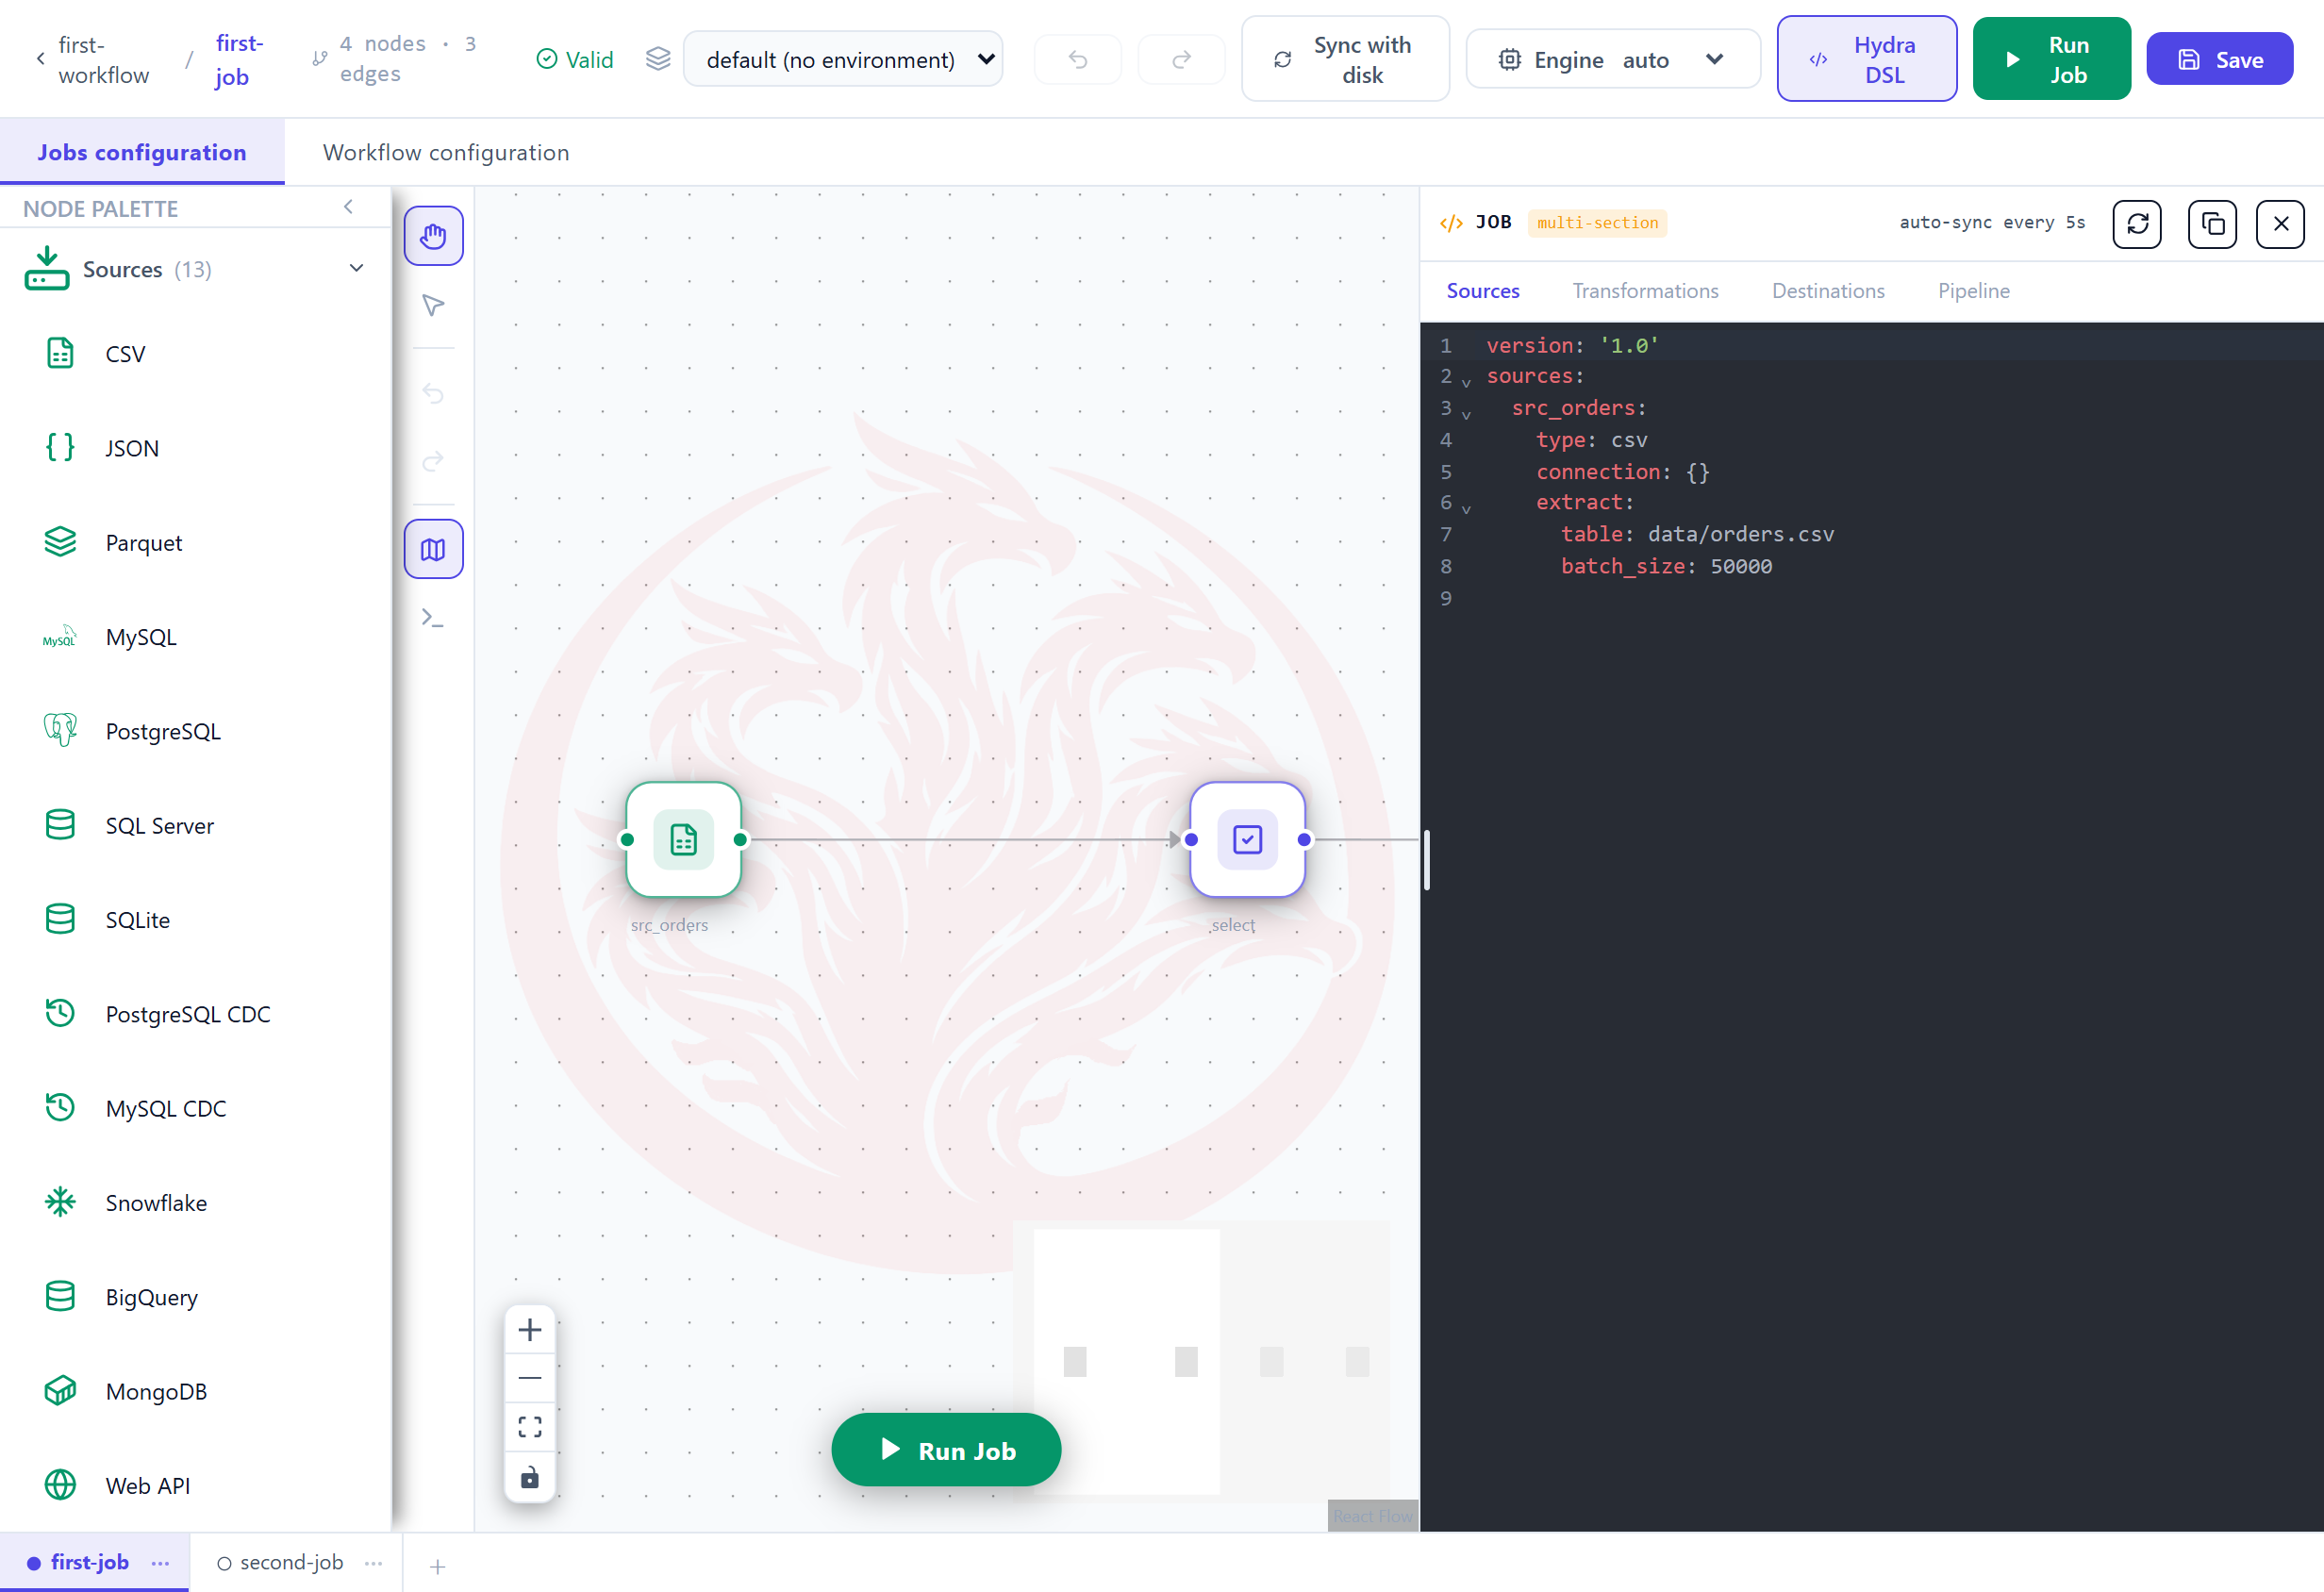 first-
workflow
/
first-
job
4 nodes · 3
edges
Valid
default (no environment)
Sync with
disk
Engine auto
Hydra
DSL
Run
Job
Save
Jobs configuration
Workflow configuration
NODE PALETTE
Sources (13)
CSV
JSON
Parquet
MySQL
MySQL
PostgreSQL
SQL Server
SQLite
PostgreSQL CDC
MySQL CDC
Snowflake
BigQuery
MongoDB
Web API
src_orders
select
Run Job
React Flow
JOB
multi-section
auto-sync every 5s
Sources
Transformations
Destinations
Pipeline
1 version: '1.0'
2 sources:
3 src_orders:
4 type: csv
5 connection: {}
6 extract:
7 table: data/orders.csv
8 batch_size: 50000
9
first-job ···
second-job ···
+